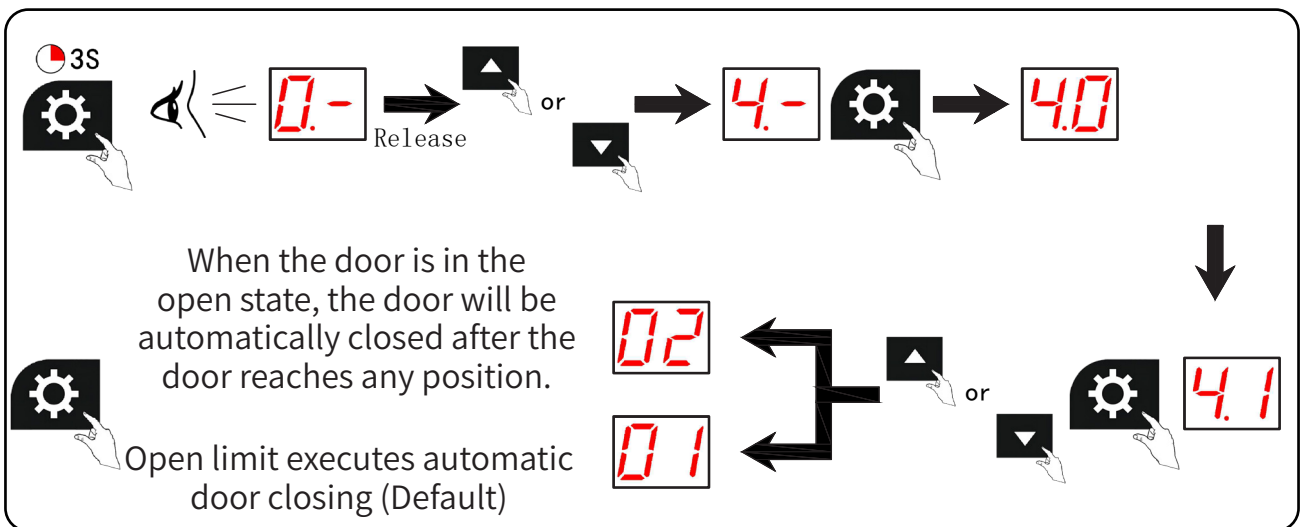 3S
0.-
Release
or
4.-
4.0
When the door is in the
open state, the door will be
automatically closed after the
door reaches any position.
02
or
4.1
Open limit executes automatic
door closing (Default)
01